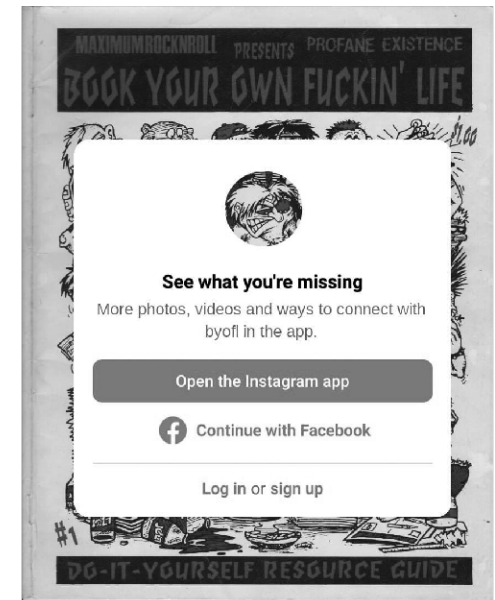 MAXIMUMROCKNROLL PRESENTS PROFANE EXISTENCE
BOOK YOUR OWN FUCKIN' LIFE
$1.00
See what you're missing
More photos, videos and ways to connect with
byofl in the app.
Open the Instagram app
Continue with Facebook
Log in or sign up
#1
DO-IT-YOURSELF RESOURCE GUIDE